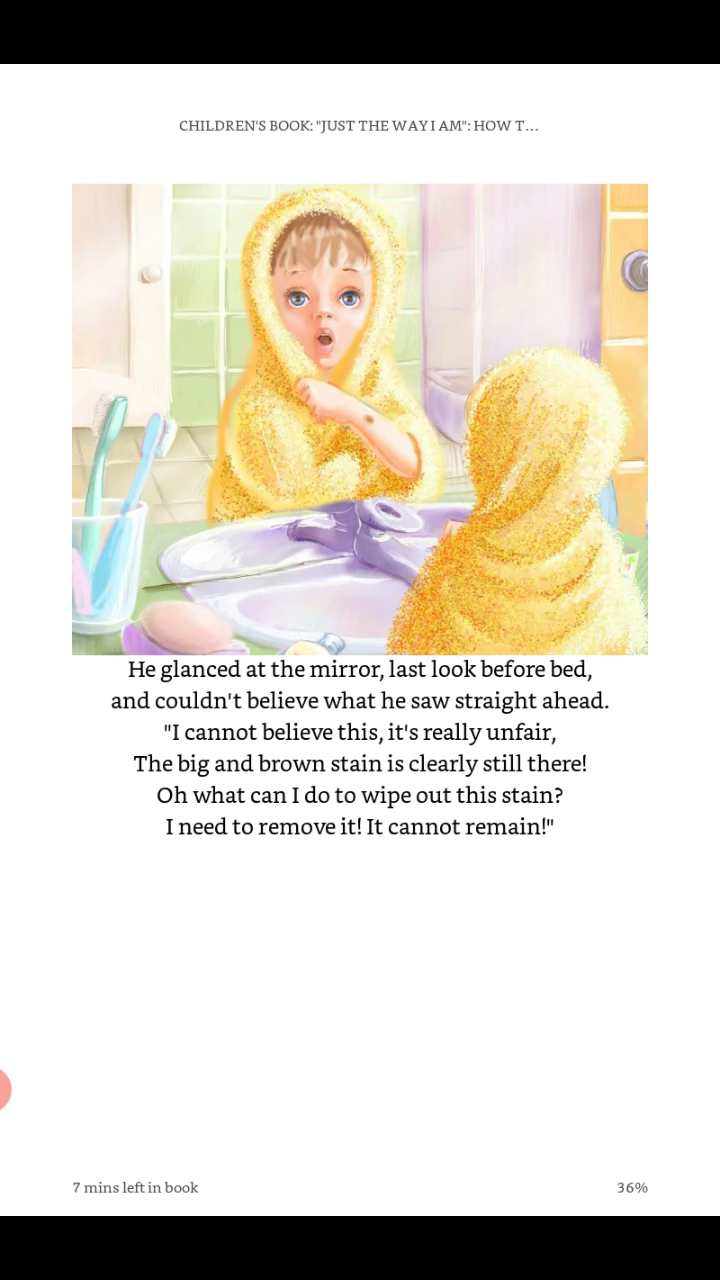 CHILDREN'S BOOK: "JUST THE WAY I AM": HOW T...
He glanced at the mirror, last look before bed,
and couldn't believe what he saw straight ahead.
"I cannot believe this, it's really unfair,
The big and brown stain is clearly still there!
Oh what can I do to wipe out this stain?
I need to remove it! It cannot remain!"
7 mins left in book
36%